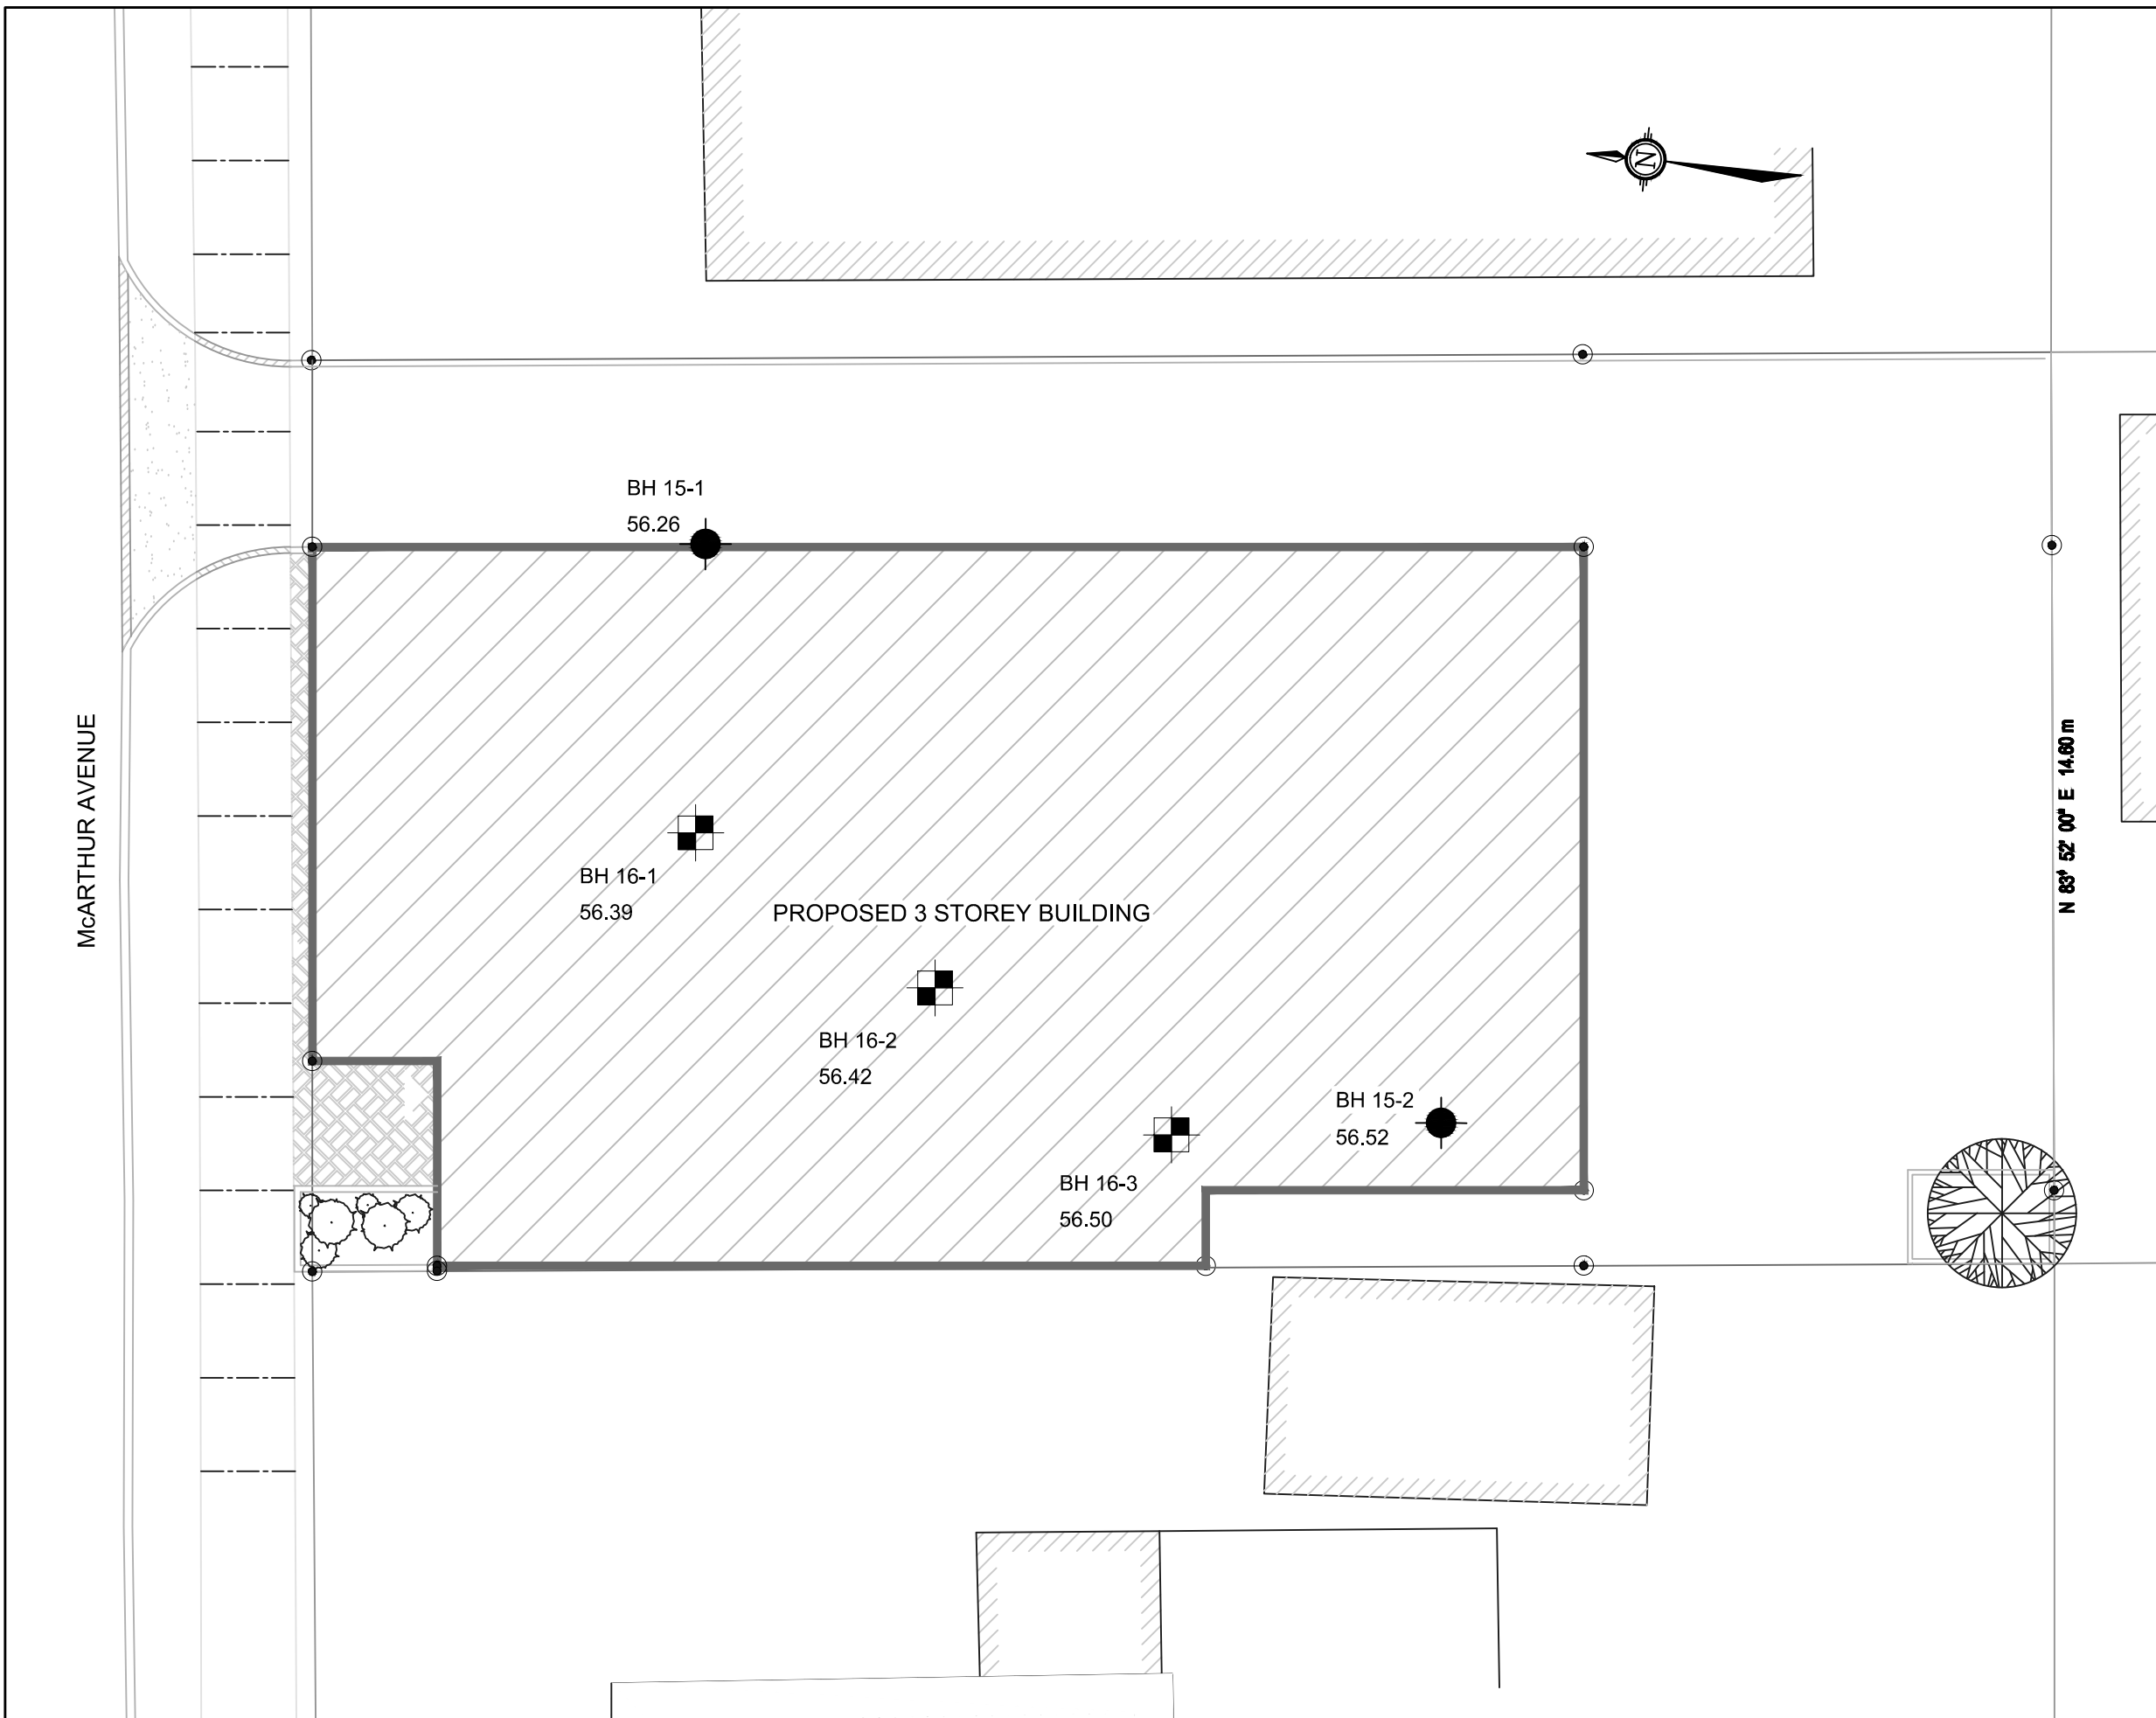 N
BH 15-1
56.26
McARTHUR AVENUE
N 83° 52' 00" E 14.60 m
BH 16-1
56.39
PROPOSED 3 STOREY BUILDING
BH 16-2
56.42
BH 15-2
56.52
BH 16-3
56.50